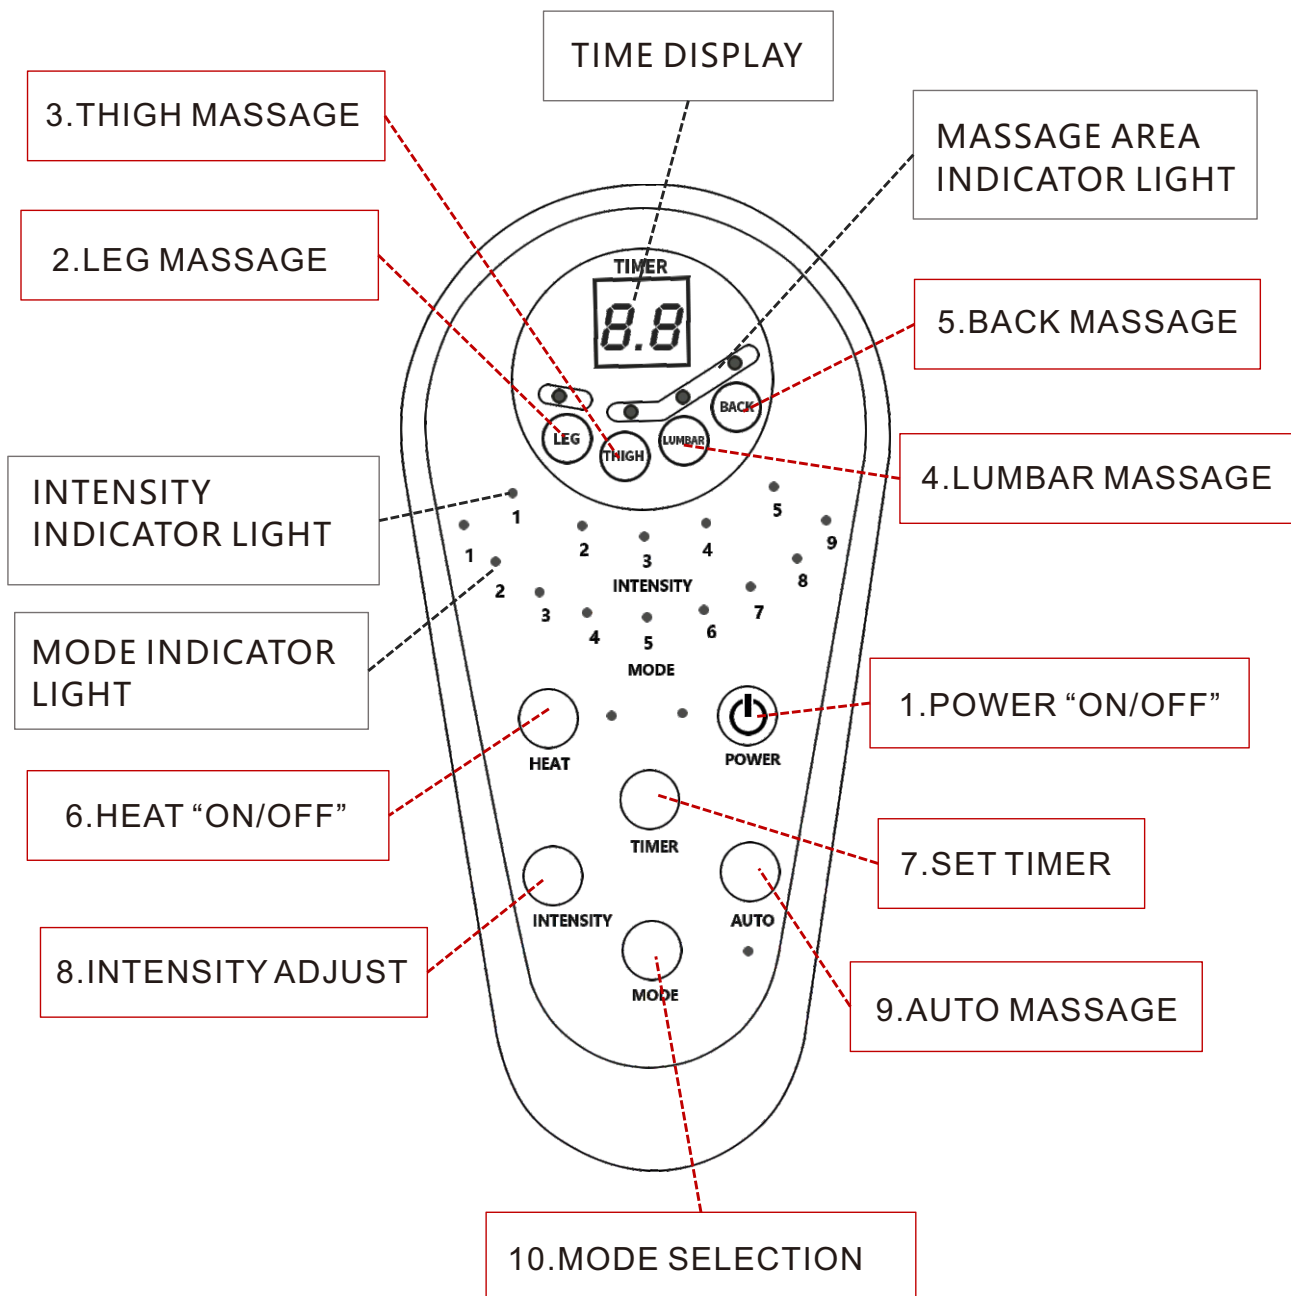 TIME DISPLAY
3.THIGH MASSAGE
MASSAGE AREA
INDICATOR LIGHT
2.LEG MASSAGE
TIMER
8.8
5.BACK MASSAGE
BACK
LEG
THIGH
LUMBAR
4.LUMBAR MASSAGE
INTENSITY
INDICATOR LIGHT
1 2 3 4 5
INTENSITY
1 2 3 4 5 6 7 8 9
MODE
MODE INDICATOR
LIGHT
1.POWER “ON/OFF”
HEAT
POWER
6.HEAT “ON/OFF”
TIMER
7.SET TIMER
INTENSITY
AUTO
8.INTENSITY ADJUST
MODE
9.AUTO MASSAGE
10.MODE SELECTION